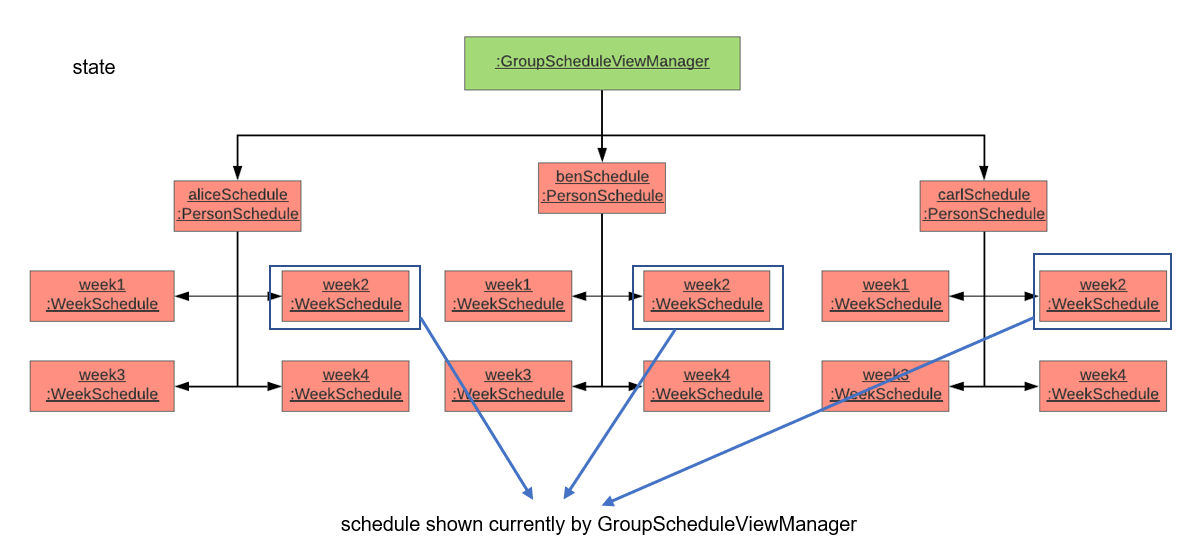 state
:GroupScheduleViewManager
aliceSchedule
:PersonSchedule
benSchedule
:PersonSchedule
carlSchedule
:PersonSchedule
week1
:WeekSchedule
week2
:WeekSchedule
week1
:WeekSchedule
week2
:WeekSchedule
week1
:WeekSchedule
week2
:WeekSchedule
week3
:WeekSchedule
week4
:WeekSchedule
week3
:WeekSchedule
week4
:WeekSchedule
week3
:WeekSchedule
week4
:WeekSchedule
schedule shown currently by GroupScheduleViewManager